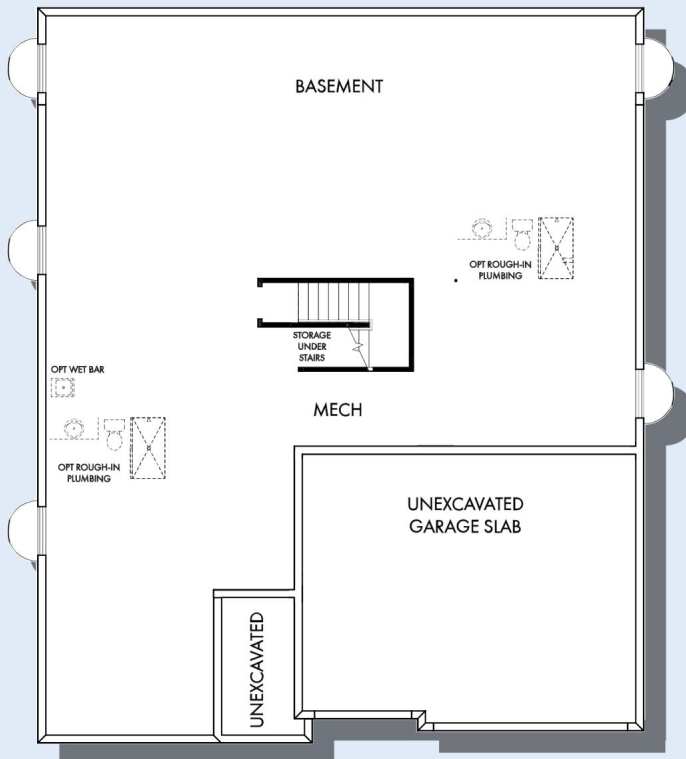 BASEMENT
OPT ROUGH-IN
PLUMBING
STORAGE
UNDER
STAIRS
OPT WET BAR
MECH
OPT ROUGH-IN
PLUMBING
UNEXCAVATED
GARAGE SLAB
UNEXCAVATED